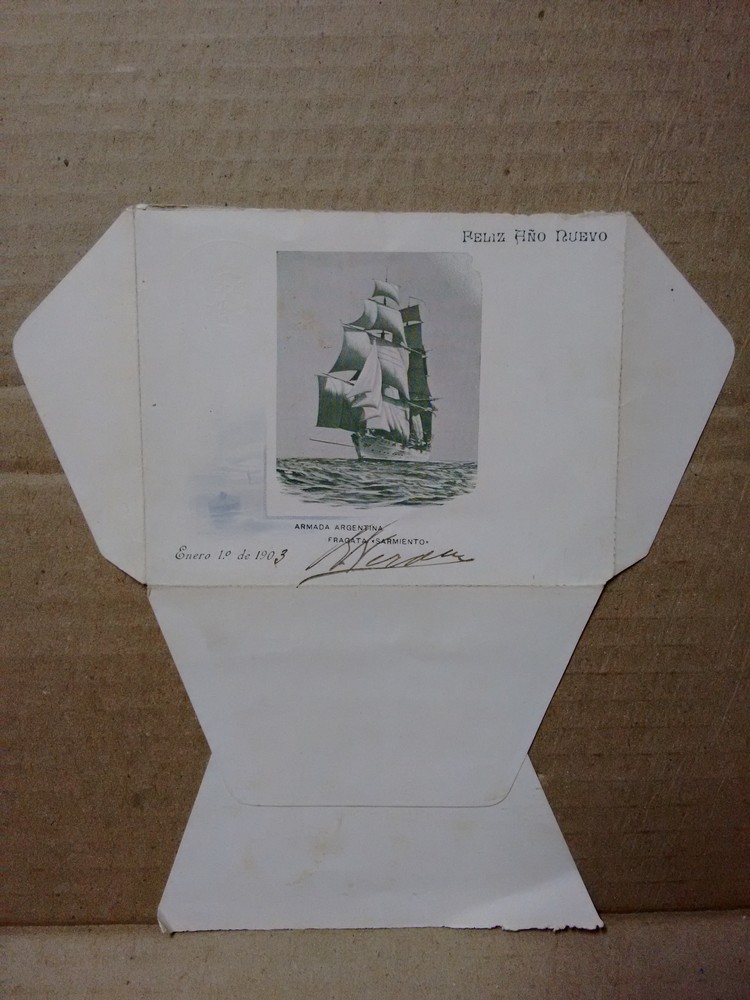 FELIZ AÑO NUEVO
ARMADA ARGENTINA
FRAGATA «SARMIENTO»
Enero 1º de 1903